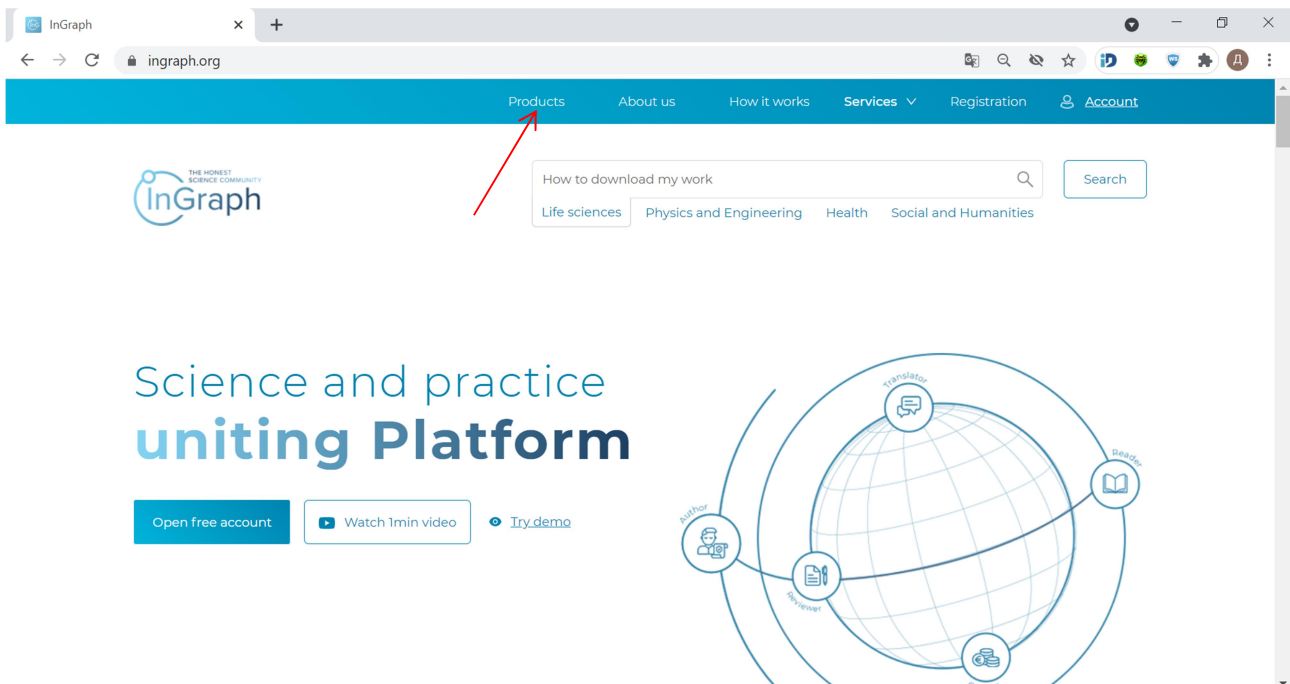 InGraph
ingraph.org
Products About us How it works Services Registration Account
THE HONEST
SCIENCE COMMUNITY
InGraph
How to download my work
Search
Life sciences Physics and Engineering Health Social and Humanities
Science and practice
uniting Platform
Open free account Watch 1min video Try demo
Translator
Reader
Author
Reviewer